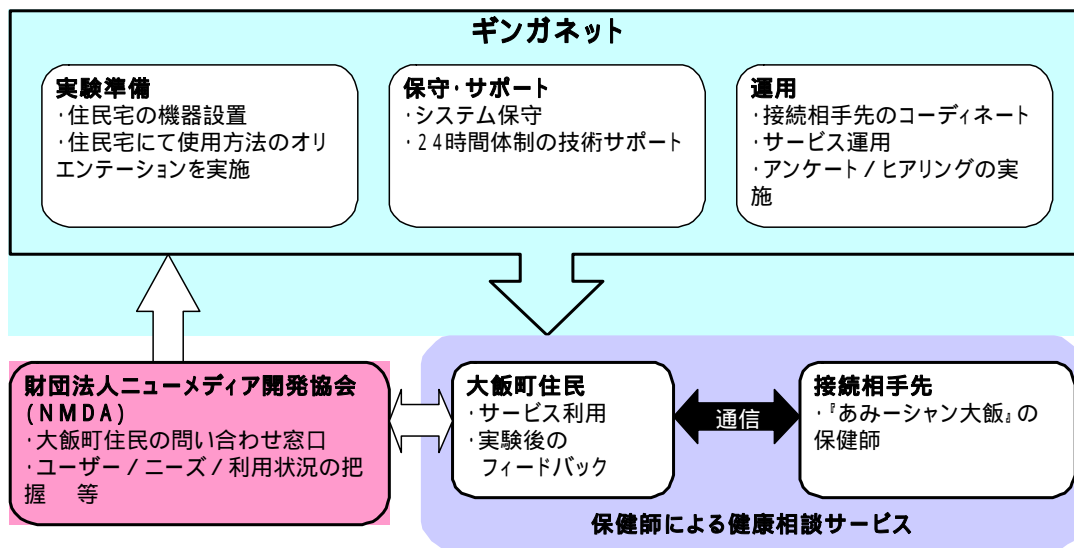 ギンガネット
実験準備
・住民宅の機器設置
・住民宅にて使用方法のオリ
エンテーションを実施
保守・サポート
・システム保守
・24時間体制の技術サポート
運用
・接続相手先のコーディネート
・サービス運用
・アンケート/ヒアリングの実
施
財団法人ニューメディア開発協会
(NMDA)
・大飯町住民の問い合わせ窓口
・ユーザー/ニーズ/利用状況の把
握 等
大飯町住民
・サービス利用
・実験後の
フィードバック
通信
接続相手先
・『あみーシャン大飯』の
保健師
保健師による健康相談サービス